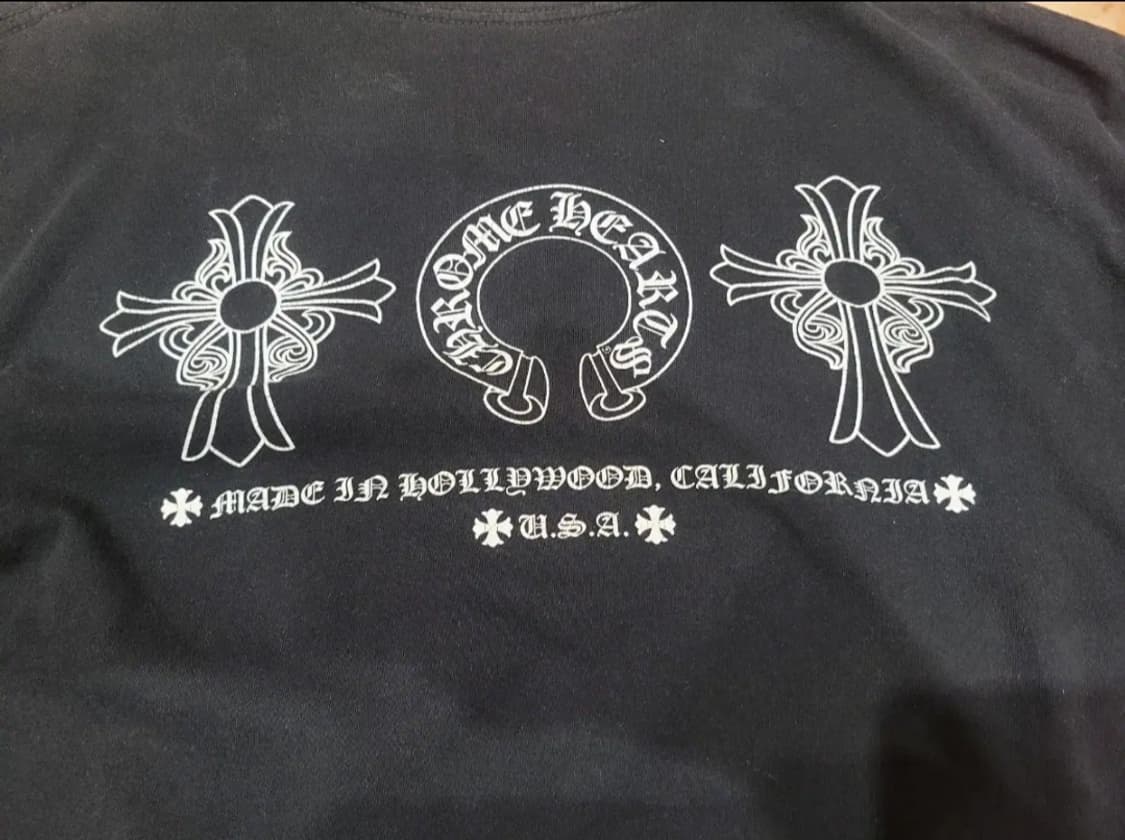 CHROME HEARTS
MADE IN HOLLYWOOD, CALIFORNIA
U.S.A.